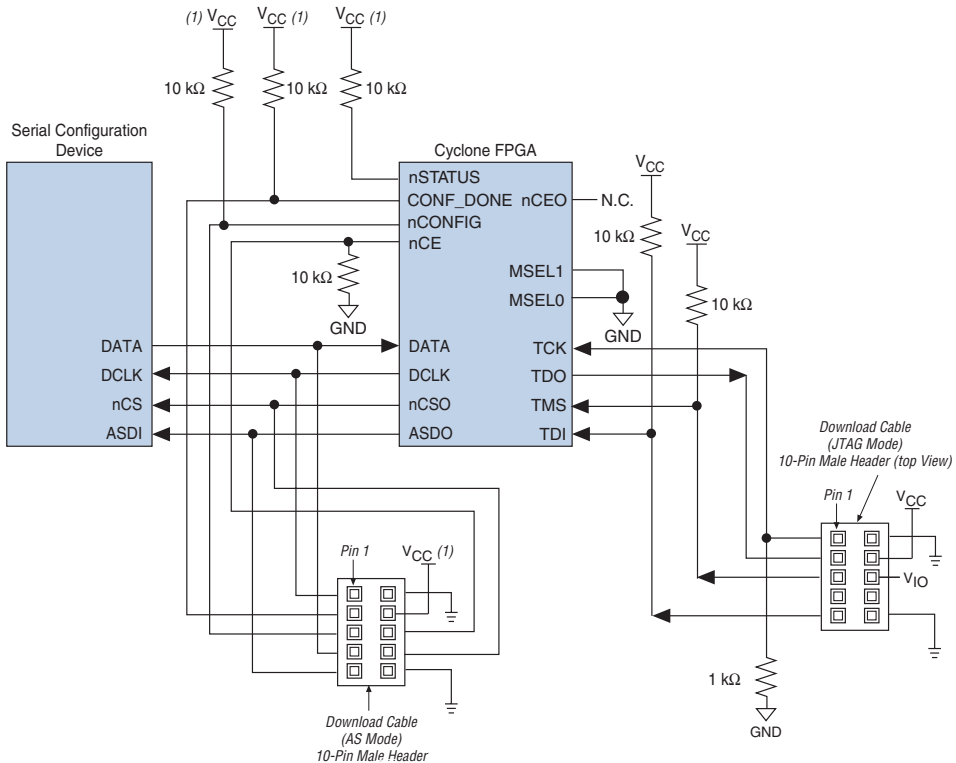 (1) VCC
VCC (1)
VCC (1)
10 kΩ
10 kΩ
10 kΩ
Serial Configuration
Device
Cyclone FPGA
nSTATUS
CONF_DONE
nCONFIG
nCE
nCEO
N.C.
VCC
10 kΩ
VCC
10 kΩ
10 kΩ
GND
MSEL1
MSEL0
GND
DATA
DCLK
nCS
ASDI
DATA
DCLK
nCSO
ASDO
TCK
TDO
TMS
TDI
Download Cable
(JTAG Mode)
10-Pin Male Header (top View)
Pin 1
VCC
VIO
Pin 1
VCC (1)
1 kΩ
GND
Download Cable
(AS Mode)
10-Pin Male Header